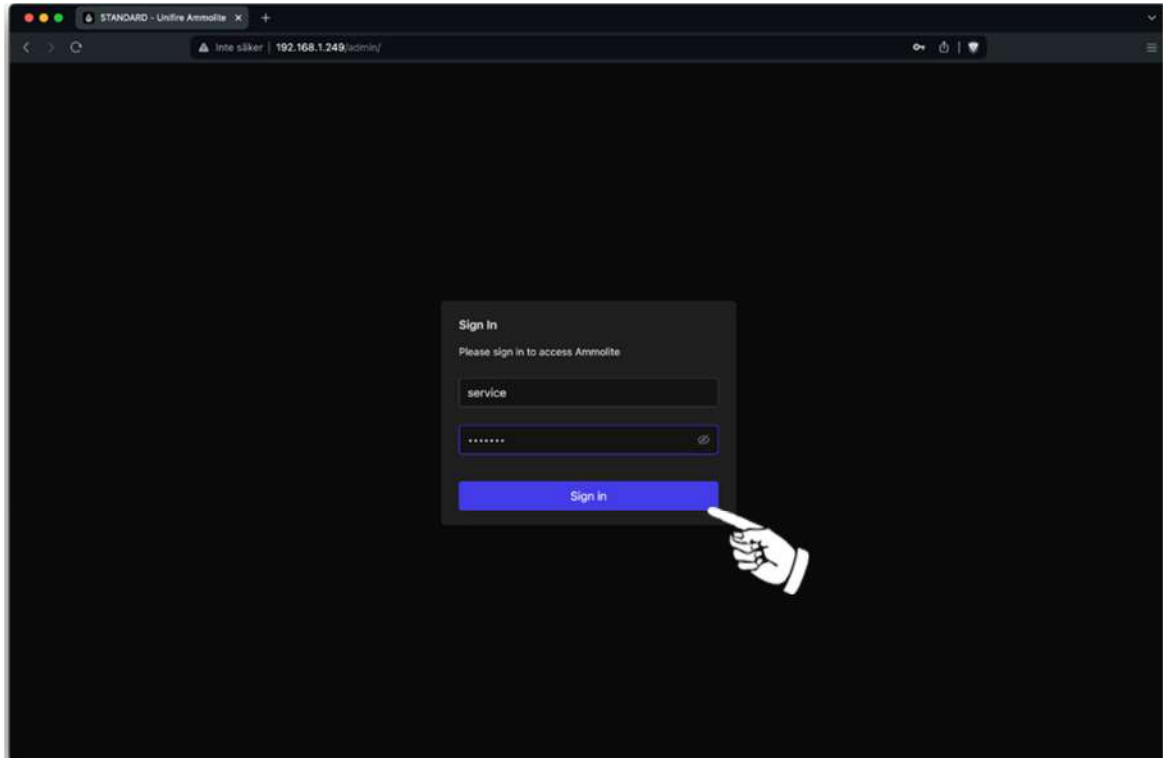 STANDARD - Unifire Ammolite
Inte säker | 192.168.1.249/admin/
Sign In
Please sign in to access Ammolite
service
•••••••
Sign in